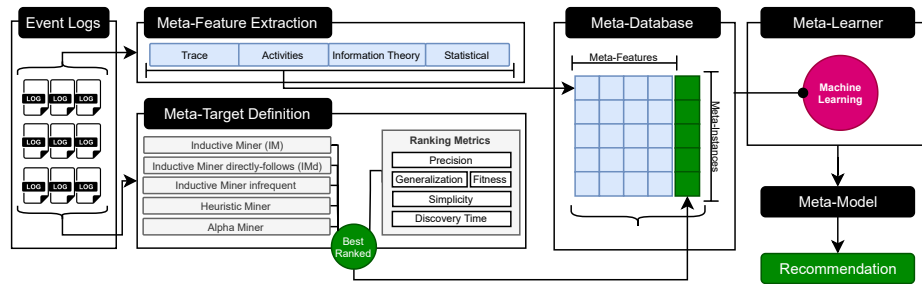 Event Logs
LOG LOG LOG
LOG LOG LOG
LOG LOG LOG
Meta-Feature Extraction
Trace
Activities
Information Theory
Statistical
Meta-Target Definition
Inductive Miner (IM)
Inductive Miner directly-follows (IMd)
Inductive Miner infrequent
Heuristic Miner
Alpha Miner
Ranking Metrics
Precision
Generalization
Fitness
Simplicity
Discovery Time
Best
Ranked
Meta-Database
Meta-Features
Meta-Instances
Meta-Learner
Machine
Learning
Meta-Model
Recommendation